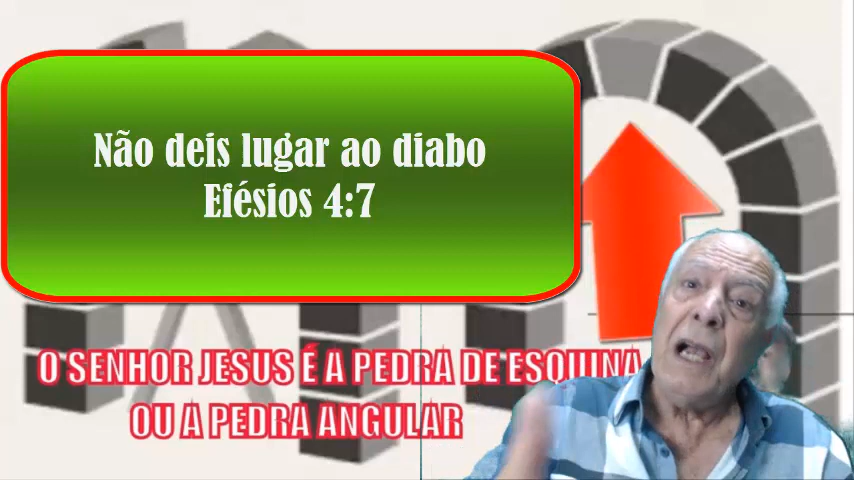 Não deis lugar ao diabo
Efésios 4:7
O SENHOR JESUS É A PEDRA DE ESQUINA
OU A PEDRA ANGULAR